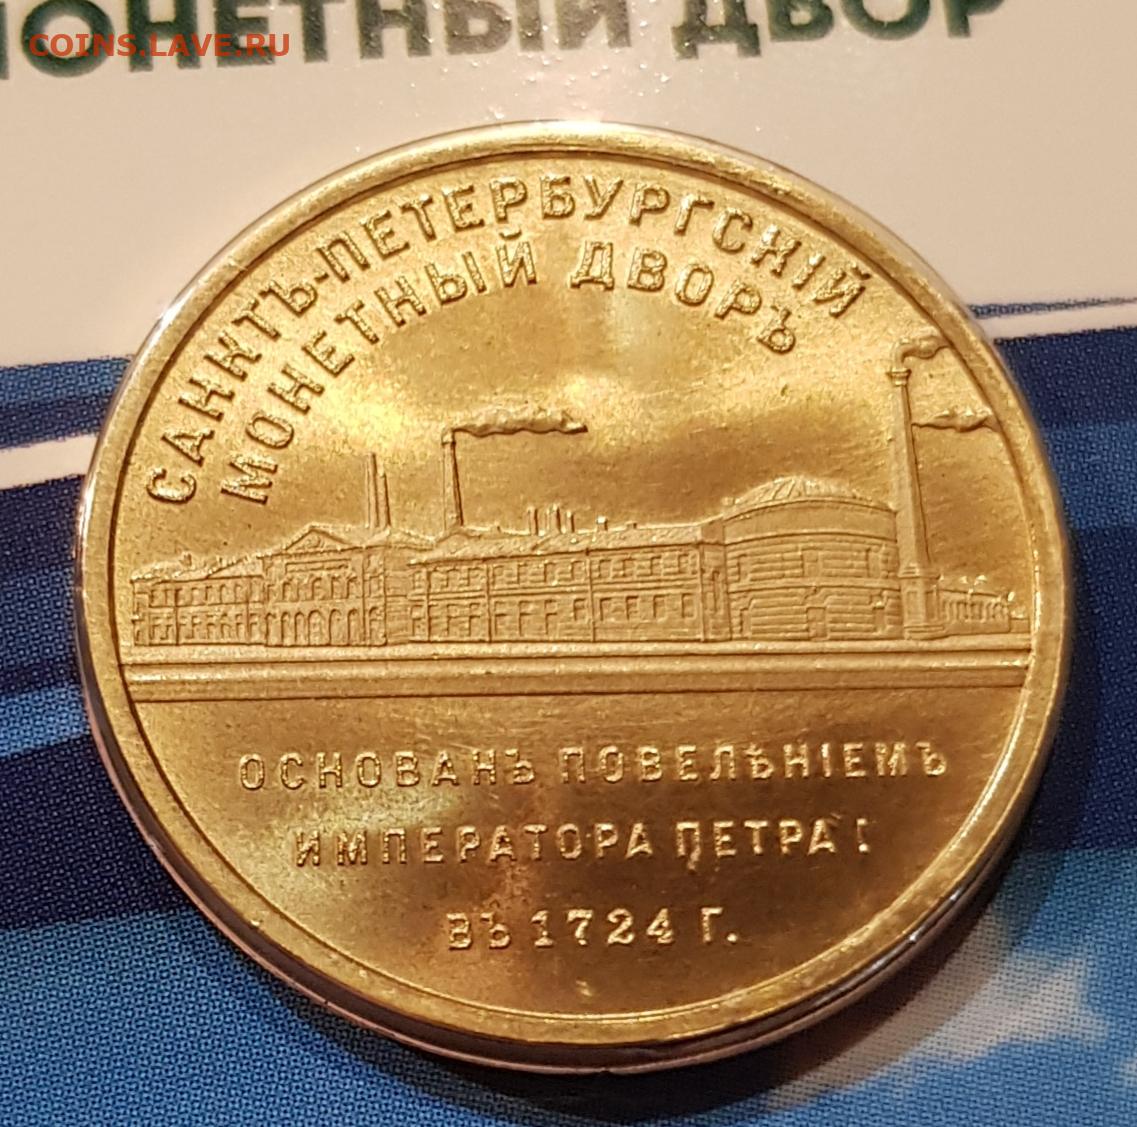 МОНЕТНЫЙ ДВОР
COINS.LAVE.RU
САНКТЪ-ПЕТЕРБУРГСКІЙ
МОНЕТНЫЙ ДВОРЪ
ОСНОВАНЪ ПОВЕЛѢНІЕМЪ
ИМПЕРАТОРА ПЕТРА I
ВЪ 1724 Г.